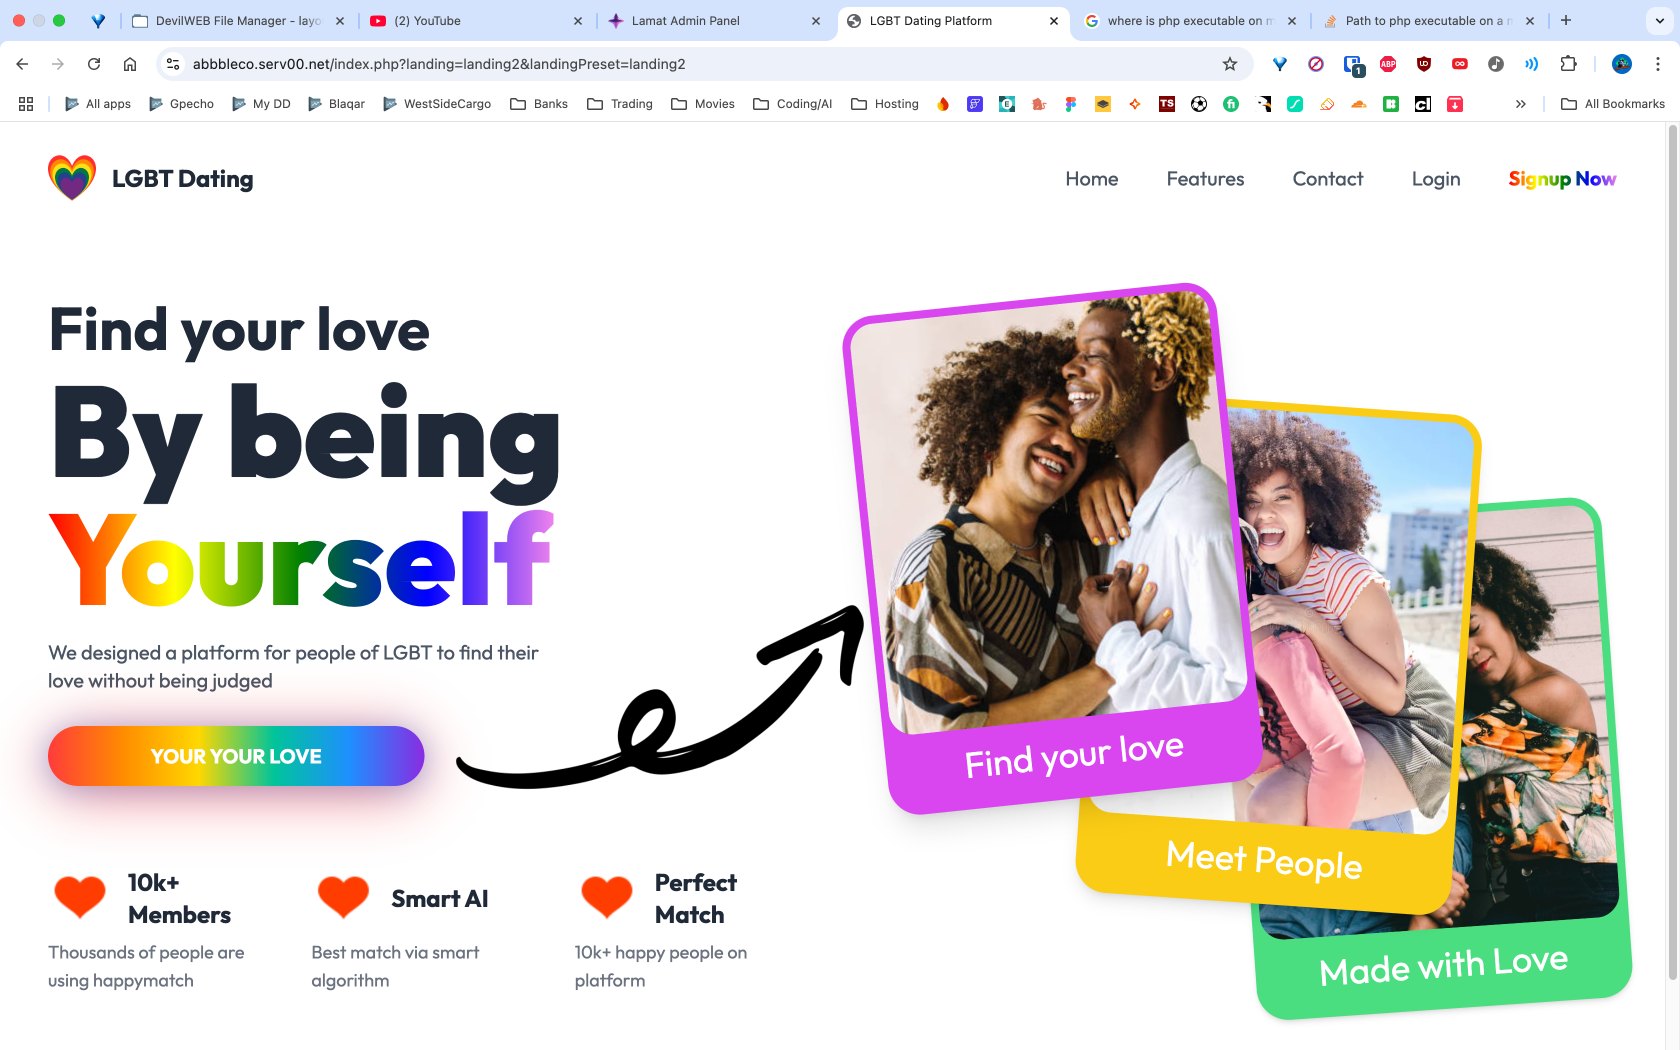 DevilWEB File Manager - layo
(2) YouTube
Lamat Admin Panel
LGBT Dating Platform
where is php executable on m
Path to php executable on a n
abbbleco.serv00.net/index.php?landing=landing2&landingPreset=landing2
1
ABP
All apps
Gpecho
My DD
Blaqar
WestSideCargo
Banks
Trading
Movies
Coding/AI
Hosting
TS
All Bookmarks
LGBT Dating
Home
Features
Contact
Login
Signup Now
Find your love
By being
Yourself
We designed a platform for people of LGBT to find their
love without being judged
YOUR YOUR LOVE
10k+
Members
Thousands of people are
using happymatch
Smart AI
Best match via smart
algorithm
Perfect
Match
10k+ happy people on
platform
Find your love
Meet People
Made with Love